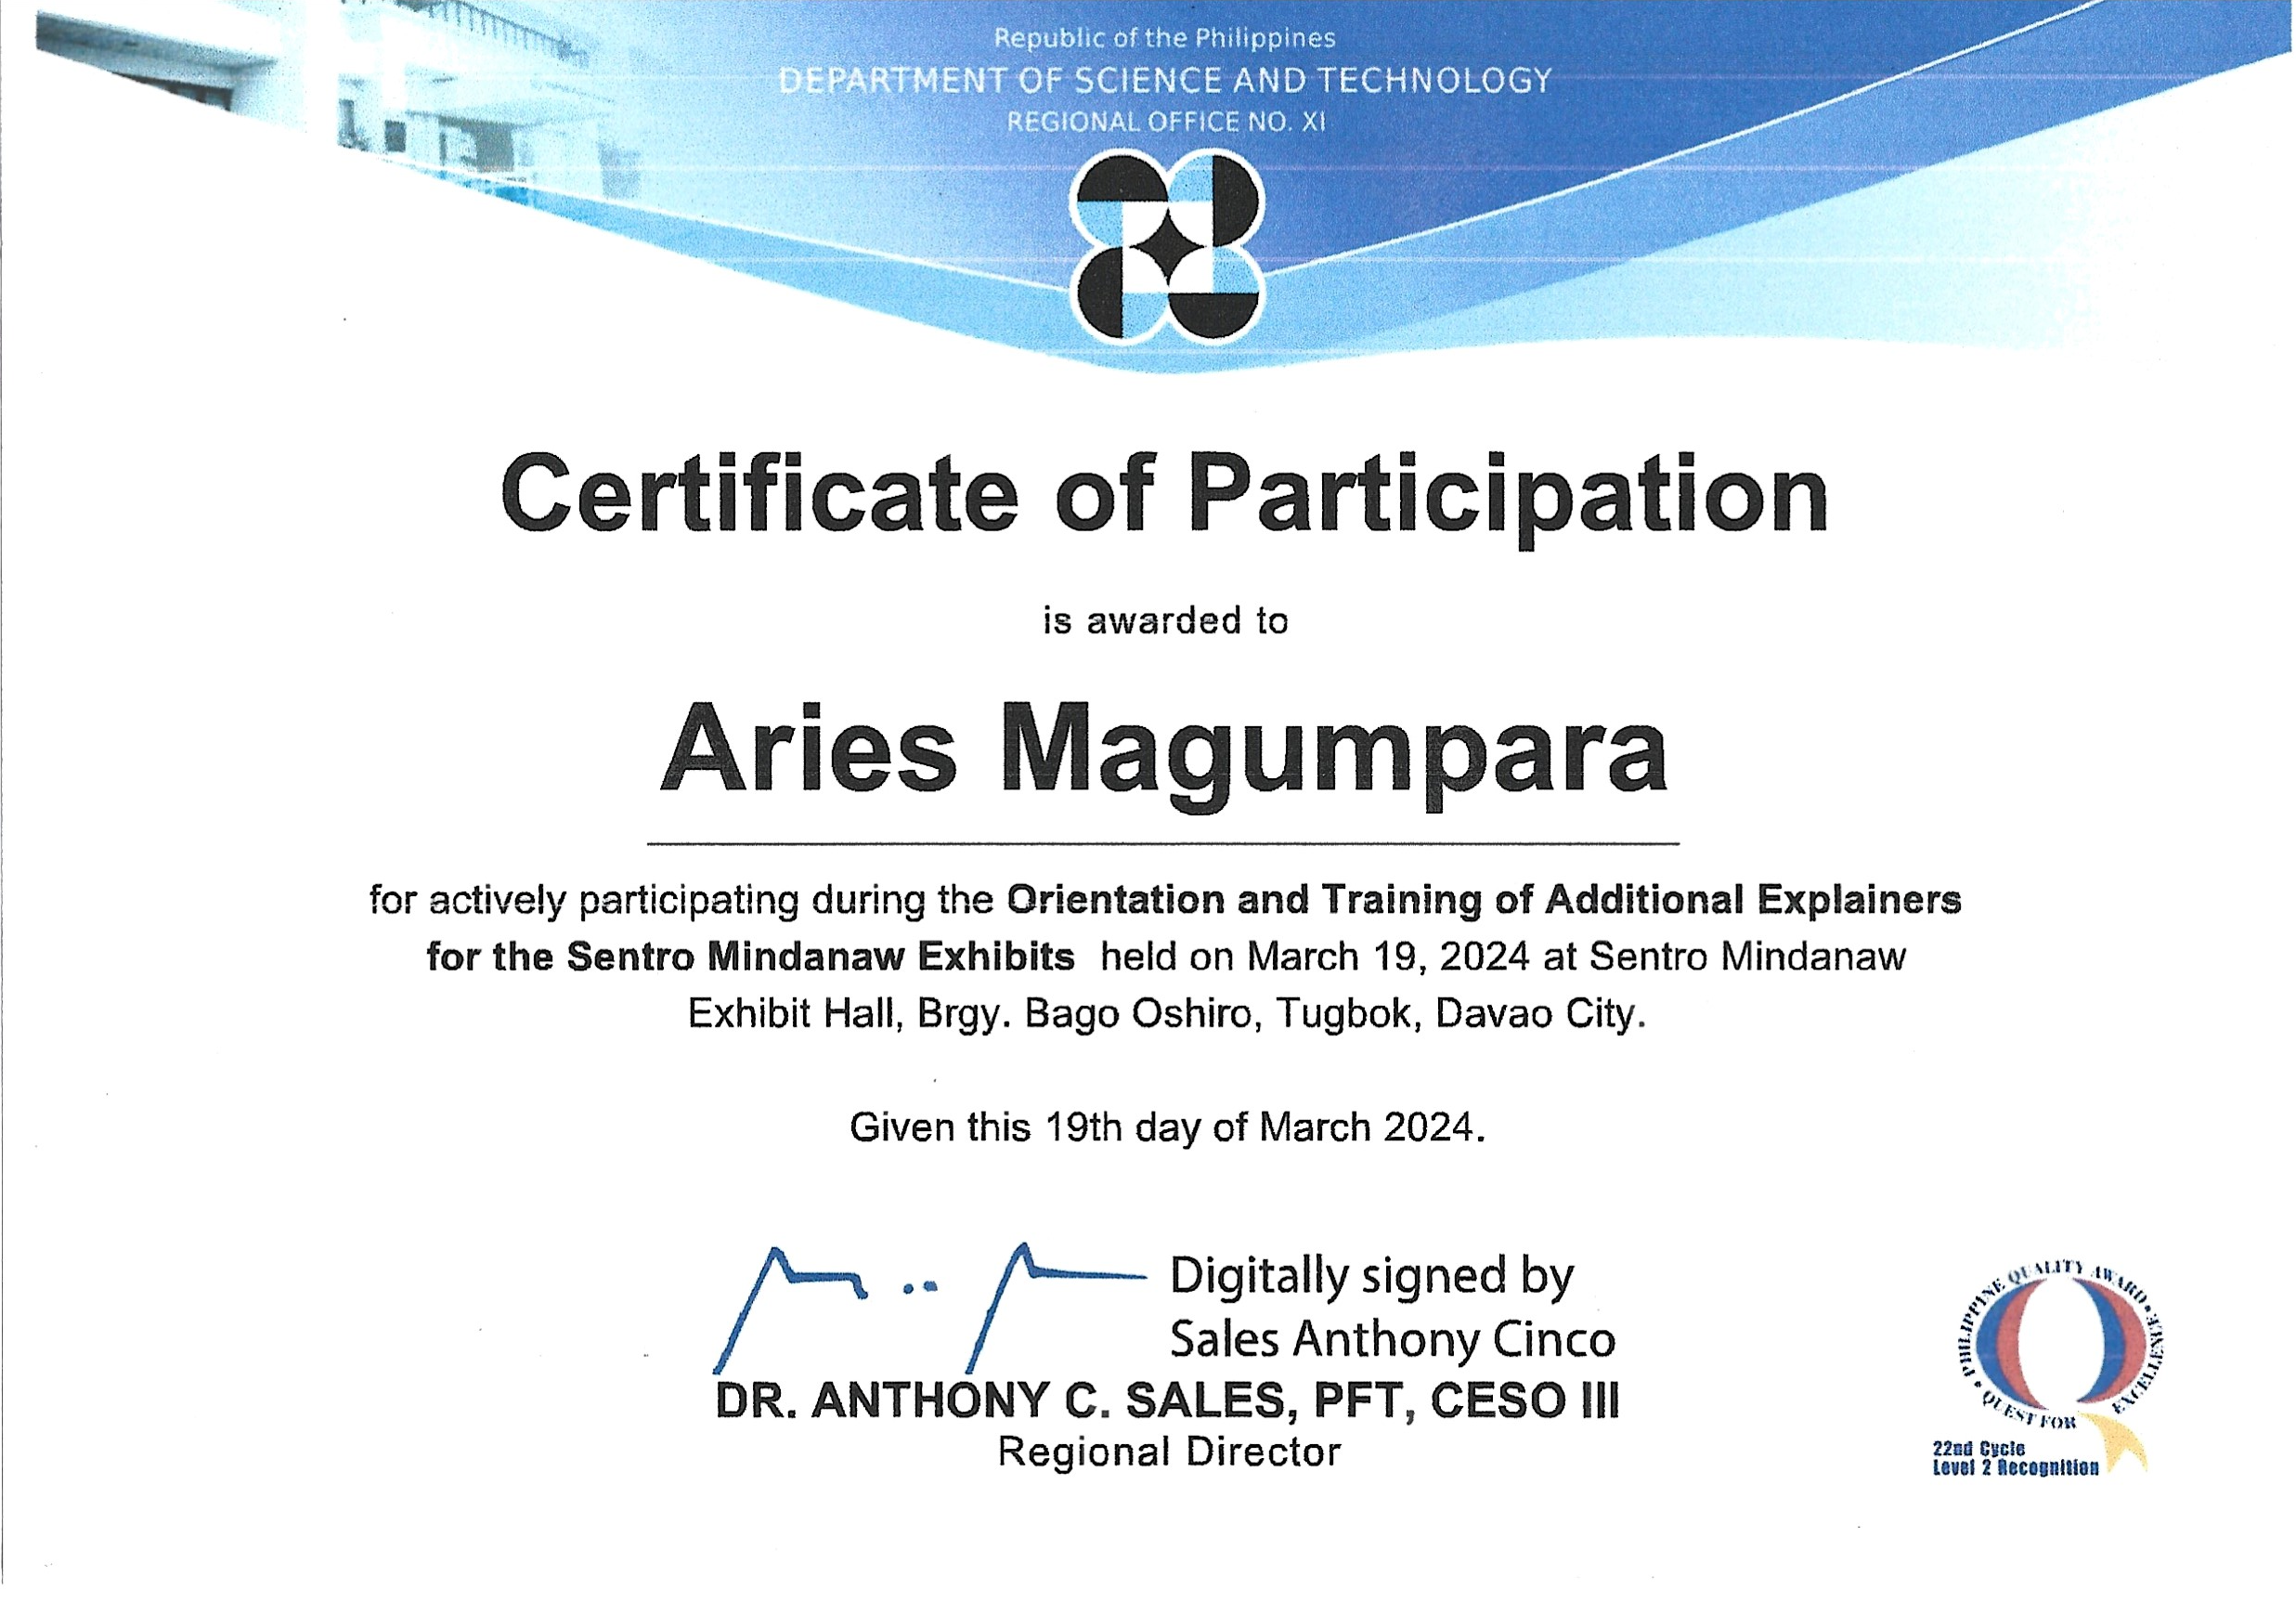 Republic of the Philippines
DEPARTMENT OF SCIENCE AND TECHNOLOGY
REGIONAL OFFICE NO. XI
Certificate of Participation
is awarded to
Aries Magumpara
for actively participating during the Orientation and Training of Additional Explainers
for the Sentro Mindanaw Exhibits held on March 19, 2024 at Sentro Mindanaw
Exhibit Hall, Brgy. Bago Oshiro, Tugbok, Davao City.
Given this 19th day of March 2024.
Digitally signed by
Sales Anthony Cinco
DR. ANTHONY C. SALES, PFT, CESO III
Regional Director
PHILIPPINE QUALITY AWARD • QUEST FOR EXCELLENCE •
22nd Cycle
Level 2 Recognition